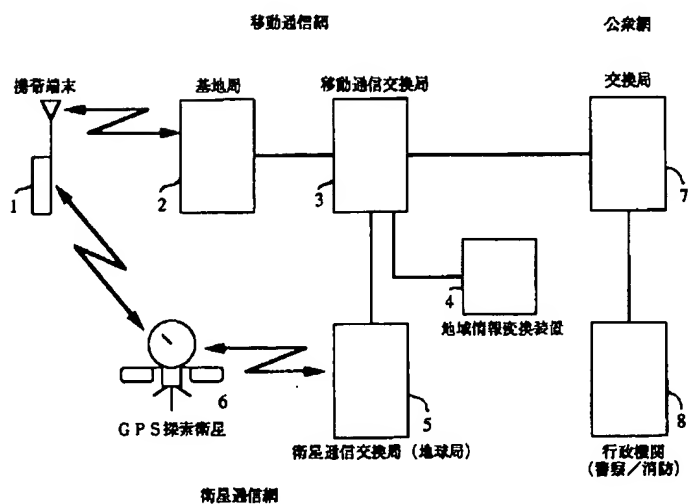 移動通信網
公衆網
携帯端末
基地局
移動通信交換局
交換局
1
2
3
7
4
地域情報変換装置
6
5
8
GPS探索衛星
衛星通信交換局(地球局)
行政機関
(警察/消防)
衛星通信網